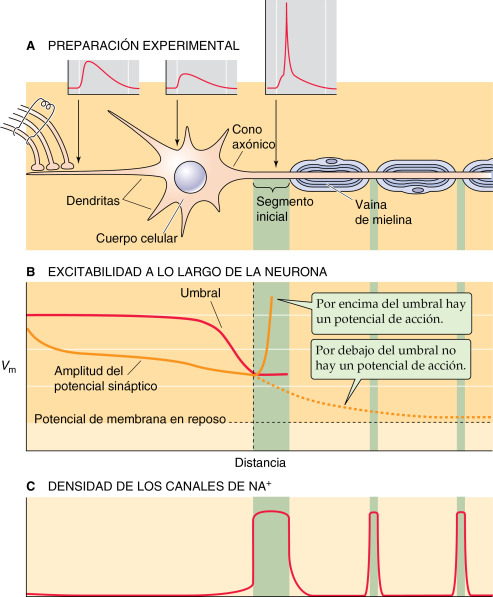 A PREPARACIÓN EXPERIMENTAL
Cono
axónico
Dendritas
Segmento
inicial
Vaina
de mielina
Cuerpo celular
B EXCITABILIDAD A LO LARGO DE LA NEURONA
Umbral
Por encima del umbral hay
un potencial de acción.
Por debajo del umbral no
hay un potencial de acción.
Vm
Amplitud del
potencial sináptico
Potencial de membrana en reposo
Distancia
C DENSIDAD DE LOS CANALES DE NA+